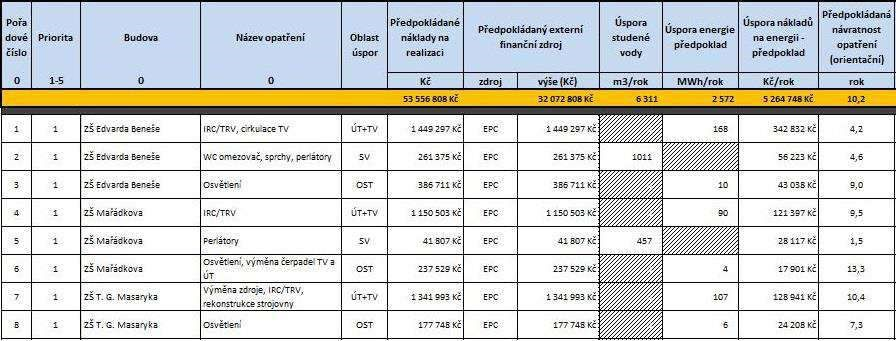 Pořa dové číslo | Priorita | Budova | Název opatření | Oblast úspor | Předpokládané náklady na realizaci | Předpokládaný externí finanční zdroj | Úspora studené vody | Úspora energie předpoklad | Úspora nákladů na energii - předpoklad | Předpokládaná návratnost opatření (orientační)
0 | 1-5 | 0 | 0 | Kč | zdroj | výše (Kč) | m3/rok | MWh/rok | Kč/rok | rok
53 556 808 Kč | 32 072 808 Kč | 6 311 | 2 572 | 5 264 748 Kč | 10,2
1 | 1 | ZŠ Edvarda Beneše | IRC/TRV, cirkulace TV | ÚT+TV | 1 449 297 Kč | EPC | 1 449 297 Kč | 168 | 342 832 Kč | 4,2
2 | 1 | ZŠ Edvarda Beneše | WC omezovač, sprchy, perlátory | SV | 261 375 Kč | EPC | 261 375 Kč | 1011 | 56 223 Kč | 4,6
3 | 1 | ZŠ Edvarda Beneše | Osvětlení | OST | 386 711 Kč | EPC | 386 711 Kč | 10 | 43 038 Kč | 9,0
4 | 1 | ZŠ Mařádkova | IRC/TRV | ÚT+TV | 1 150 503 Kč | EPC | 1 150 503 Kč | 90 | 121 397 Kč | 9,5
5 | 1 | ZŠ Mařádkova | Perlátory | SV | 41 807 Kč | EPC | 41 807 Kč | 457 | 28 117 Kč | 1,5
6 | 1 | ZŠ Mařádkova | Osvětlení, výměna čerpadel TV a ÚT | OST | 237 529 Kč | EPC | 237 529 Kč | 4 | 17 901 Kč | 13,3
7 | 1 | ZŠ T. G. Masaryka | Výměna zdroje, IRC/TRV, rekonstrukce strojovny | ÚT+TV | 1 341 993 Kč | EPC | 1 341 993 Kč | 107 | 128 941 Kč | 10,4
8 | 1 | ZŠ T. G. Masaryka | Osvětlení | OST | 177 748 Kč | EPC | 177 748 Kč | 6 | 24 208 Kč | 7,3